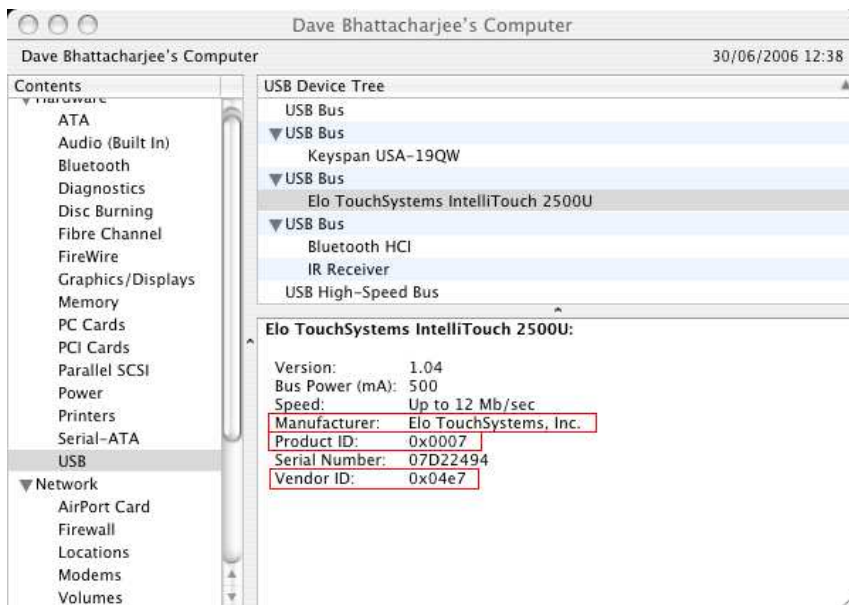 Dave Bhattacharjee's Computer
Dave Bhattacharjee's Computer 30/06/2006 12:38
Contents
Hardware
ATA
Audio (Built In)
Bluetooth
Diagnostics
Disc Burning
Fibre Channel
FireWire
Graphics/Displays
Memory
PC Cards
PCI Cards
Parallel SCSI
Power
Printers
Serial-ATA
USB
Network
AirPort Card
Firewall
Locations
Modems
Volumes
USB Device Tree
USB Bus
USB Bus
Keyspan USA-19QW
USB Bus
Elo TouchSystems IntelliTouch 2500U
USB Bus
Bluetooth HCI
IR Receiver
USB High-Speed Bus
Elo TouchSystems IntelliTouch 2500U:
Version: 1.04
Bus Power (mA): 500
Speed: Up to 12 Mb/sec
Manufacturer: Elo TouchSystems, Inc.
Product ID: 0x0007
Serial Number: 07D22494
Vendor ID: 0x04e7